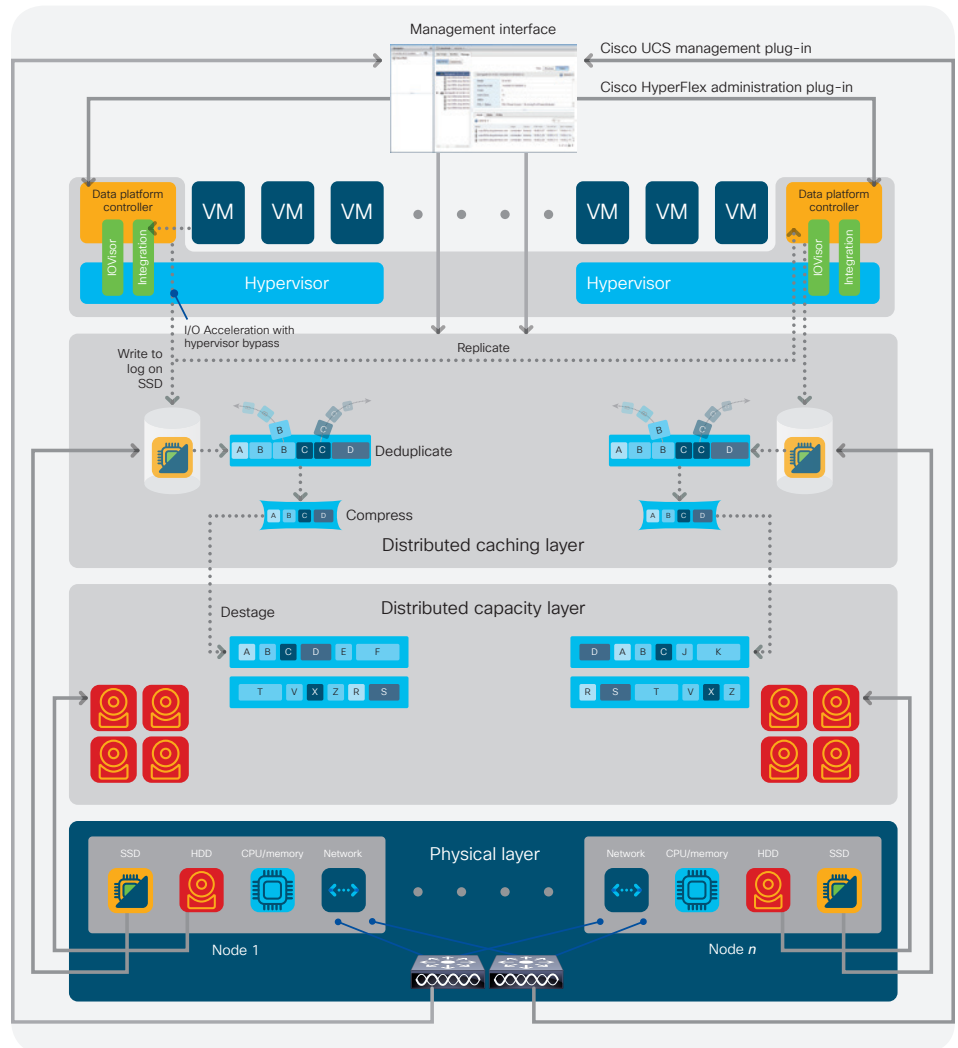 Management interface
Cisco UCS management plug-in
Cisco HyperFlex administration plug-in
Data platform
controller
VM
VM
VM
VM
VM
VM
Data platform
controller
IOVisor
Integration
IOVisor
Integration
Hypervisor
Hypervisor
I/O Acceleration with
hypervisor bypass
Write to
log on
SSD
Replicate
B
C
B
C
A B B C C D
Deduplicate
A B B C C D
A B C D
Compress
A B C D
Distributed caching layer
Distributed capacity layer
Destage
A B C D E F
D A B C J K
T V X Z R S
R S T V X Z
SSD
HDD
CPU/memory
Network
Physical layer
Network
CPU/memory
HDD
SSD
Node 1
Node n